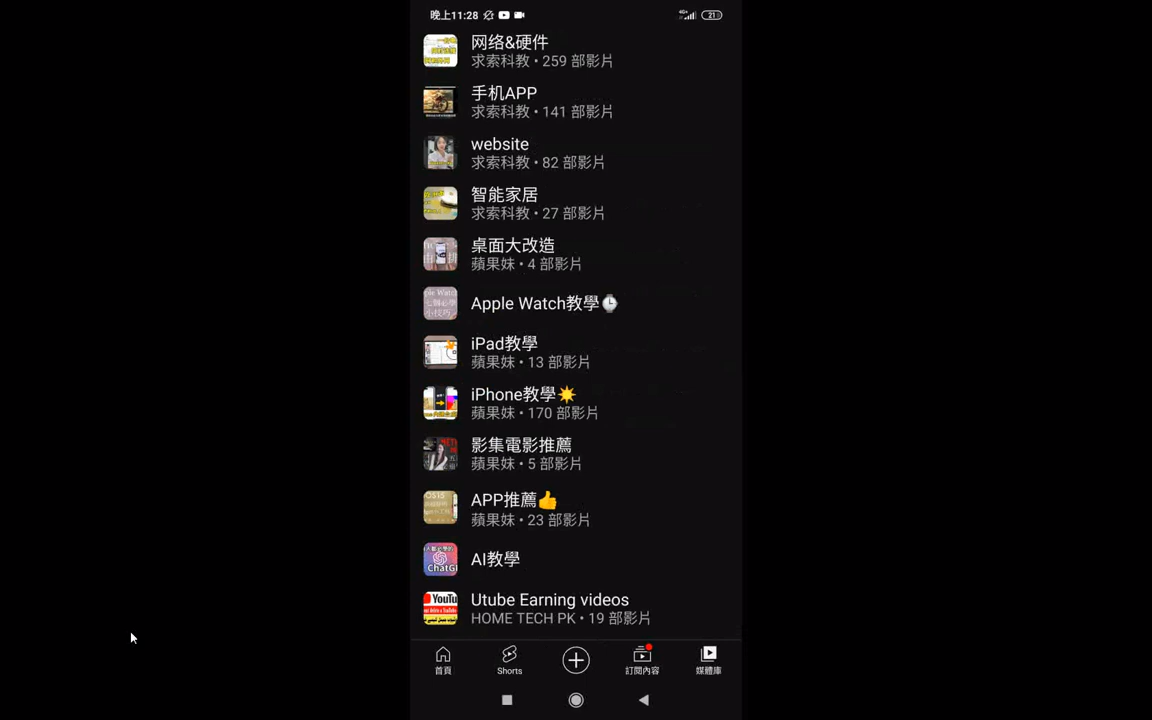 晚上11:28
4G+
21
网络&硬件
求索科教 • 259 部影片
手机APP
求索科教 • 141 部影片
website
求索科教 • 82 部影片
智能家居
求索科教 • 27 部影片
桌面大改造
蘋果妹 • 4 部影片
Apple Watch教學⌚
iPad教學
蘋果妹 • 13 部影片
iPhone教學☀️
蘋果妹 • 170 部影片
影集電影推薦
蘋果妹 • 5 部影片
APP推薦👍
蘋果妹 • 23 部影片
ChatG
AI教學
YouTu
Utube Earning videos
HOME TECH PK • 19 部影片
首頁
Shorts
訂閱內容
媒體庫